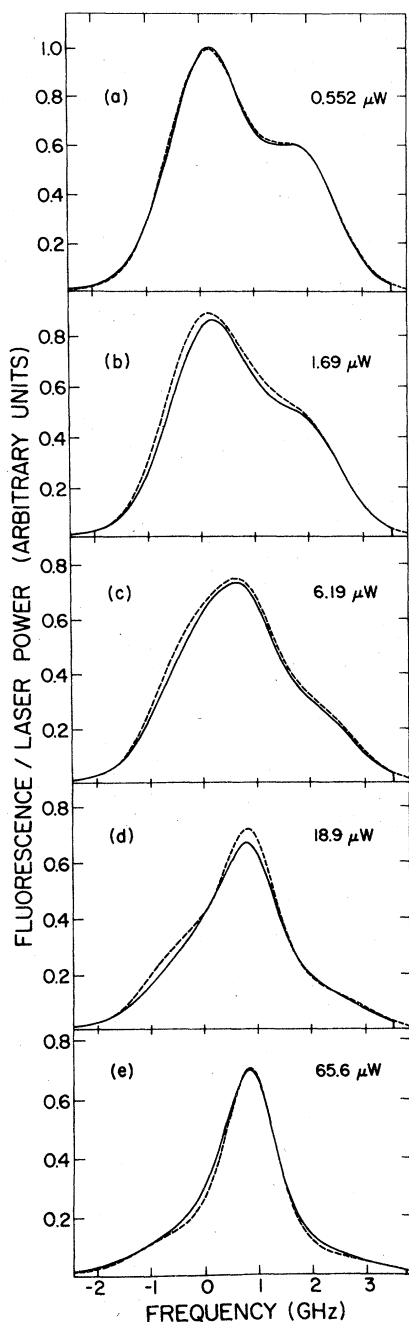 FLUORESCENCE / LASER POWER (ARBITRARY UNITS)
1.0
(a)
0.552 μW
0.8
0.6
0.4
0.2
0.8
(b)
1.69 μW
0.6
0.4
0.2
0.8
(c)
6.19 μW
0.6
0.4
0.2
0.8
(d)
18.9 μW
0.6
0.4
0.2
0.8
(e)
65.6 μW
0.6
0.4
0.2
-2 -1 0 1 2 3
FREQUENCY (GHz)